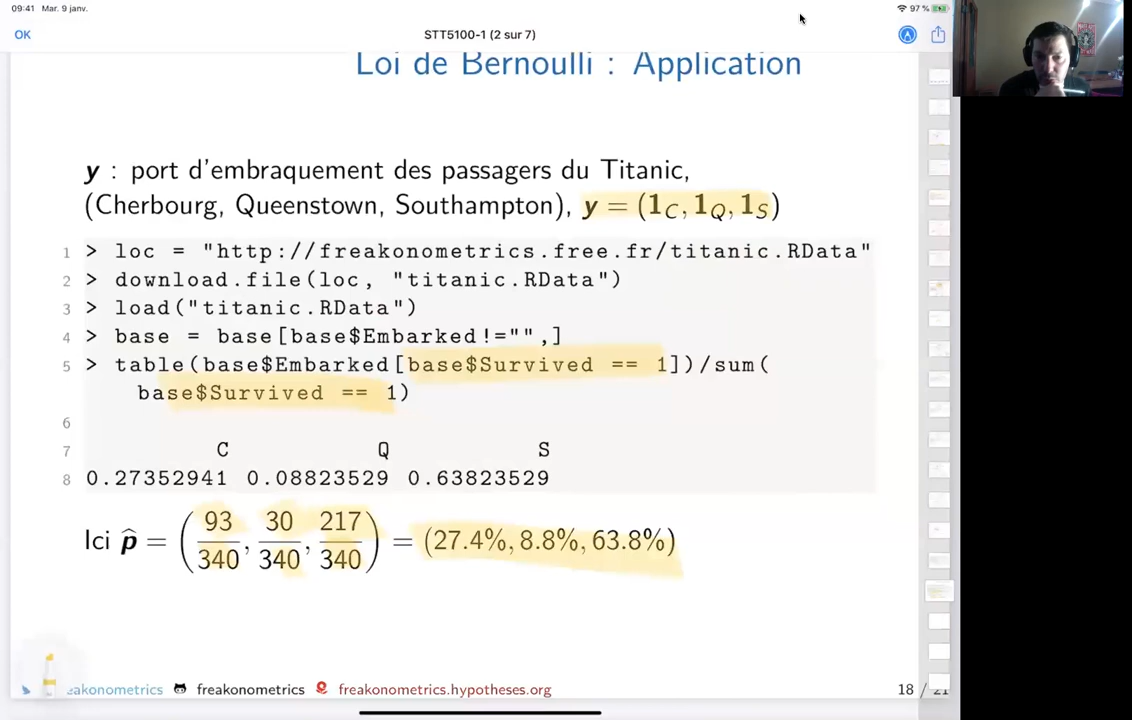 09:41 Mar. 9 janv.
97 %
OK
STT5100-1 (2 sur 7)
Loi de Bernoulli : Application
y : port d'embraquement des passagers du Titanic,
(Cherbourg, Queenstown, Southampton), y = (1C, 1Q, 1S)
1 > loc = "http://freakonometrics.free.fr/titanic.RData"
2 > download.file(loc, "titanic.RData")
3 > load("titanic.RData")
4 > base = base[base$Embarked!="",]
5 > table(base$Embarked[base$Survived == 1])/sum(
base$Survived == 1)
6
7 C Q S
8 0.27352941 0.08823529 0.63823529
Ici p̂ = (93/340, 30/340, 217/340) = (27.4%, 8.8%, 63.8%)
akonometrics freakonometrics freakonometrics.hypotheses.org 18 / 21